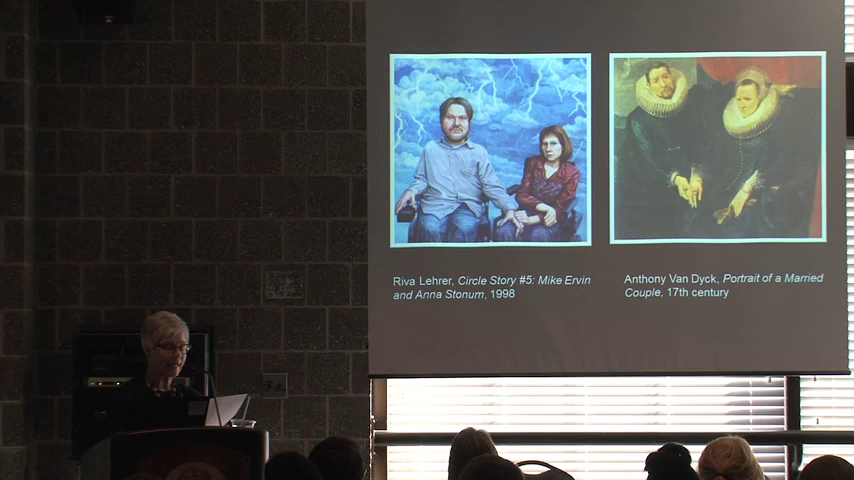 Riva Lehrer, Circle Story #5: Mike Ervin
and Anna Stonum, 1998
Anthony Van Dyck, Portrait of a Married
Couple, 17th century